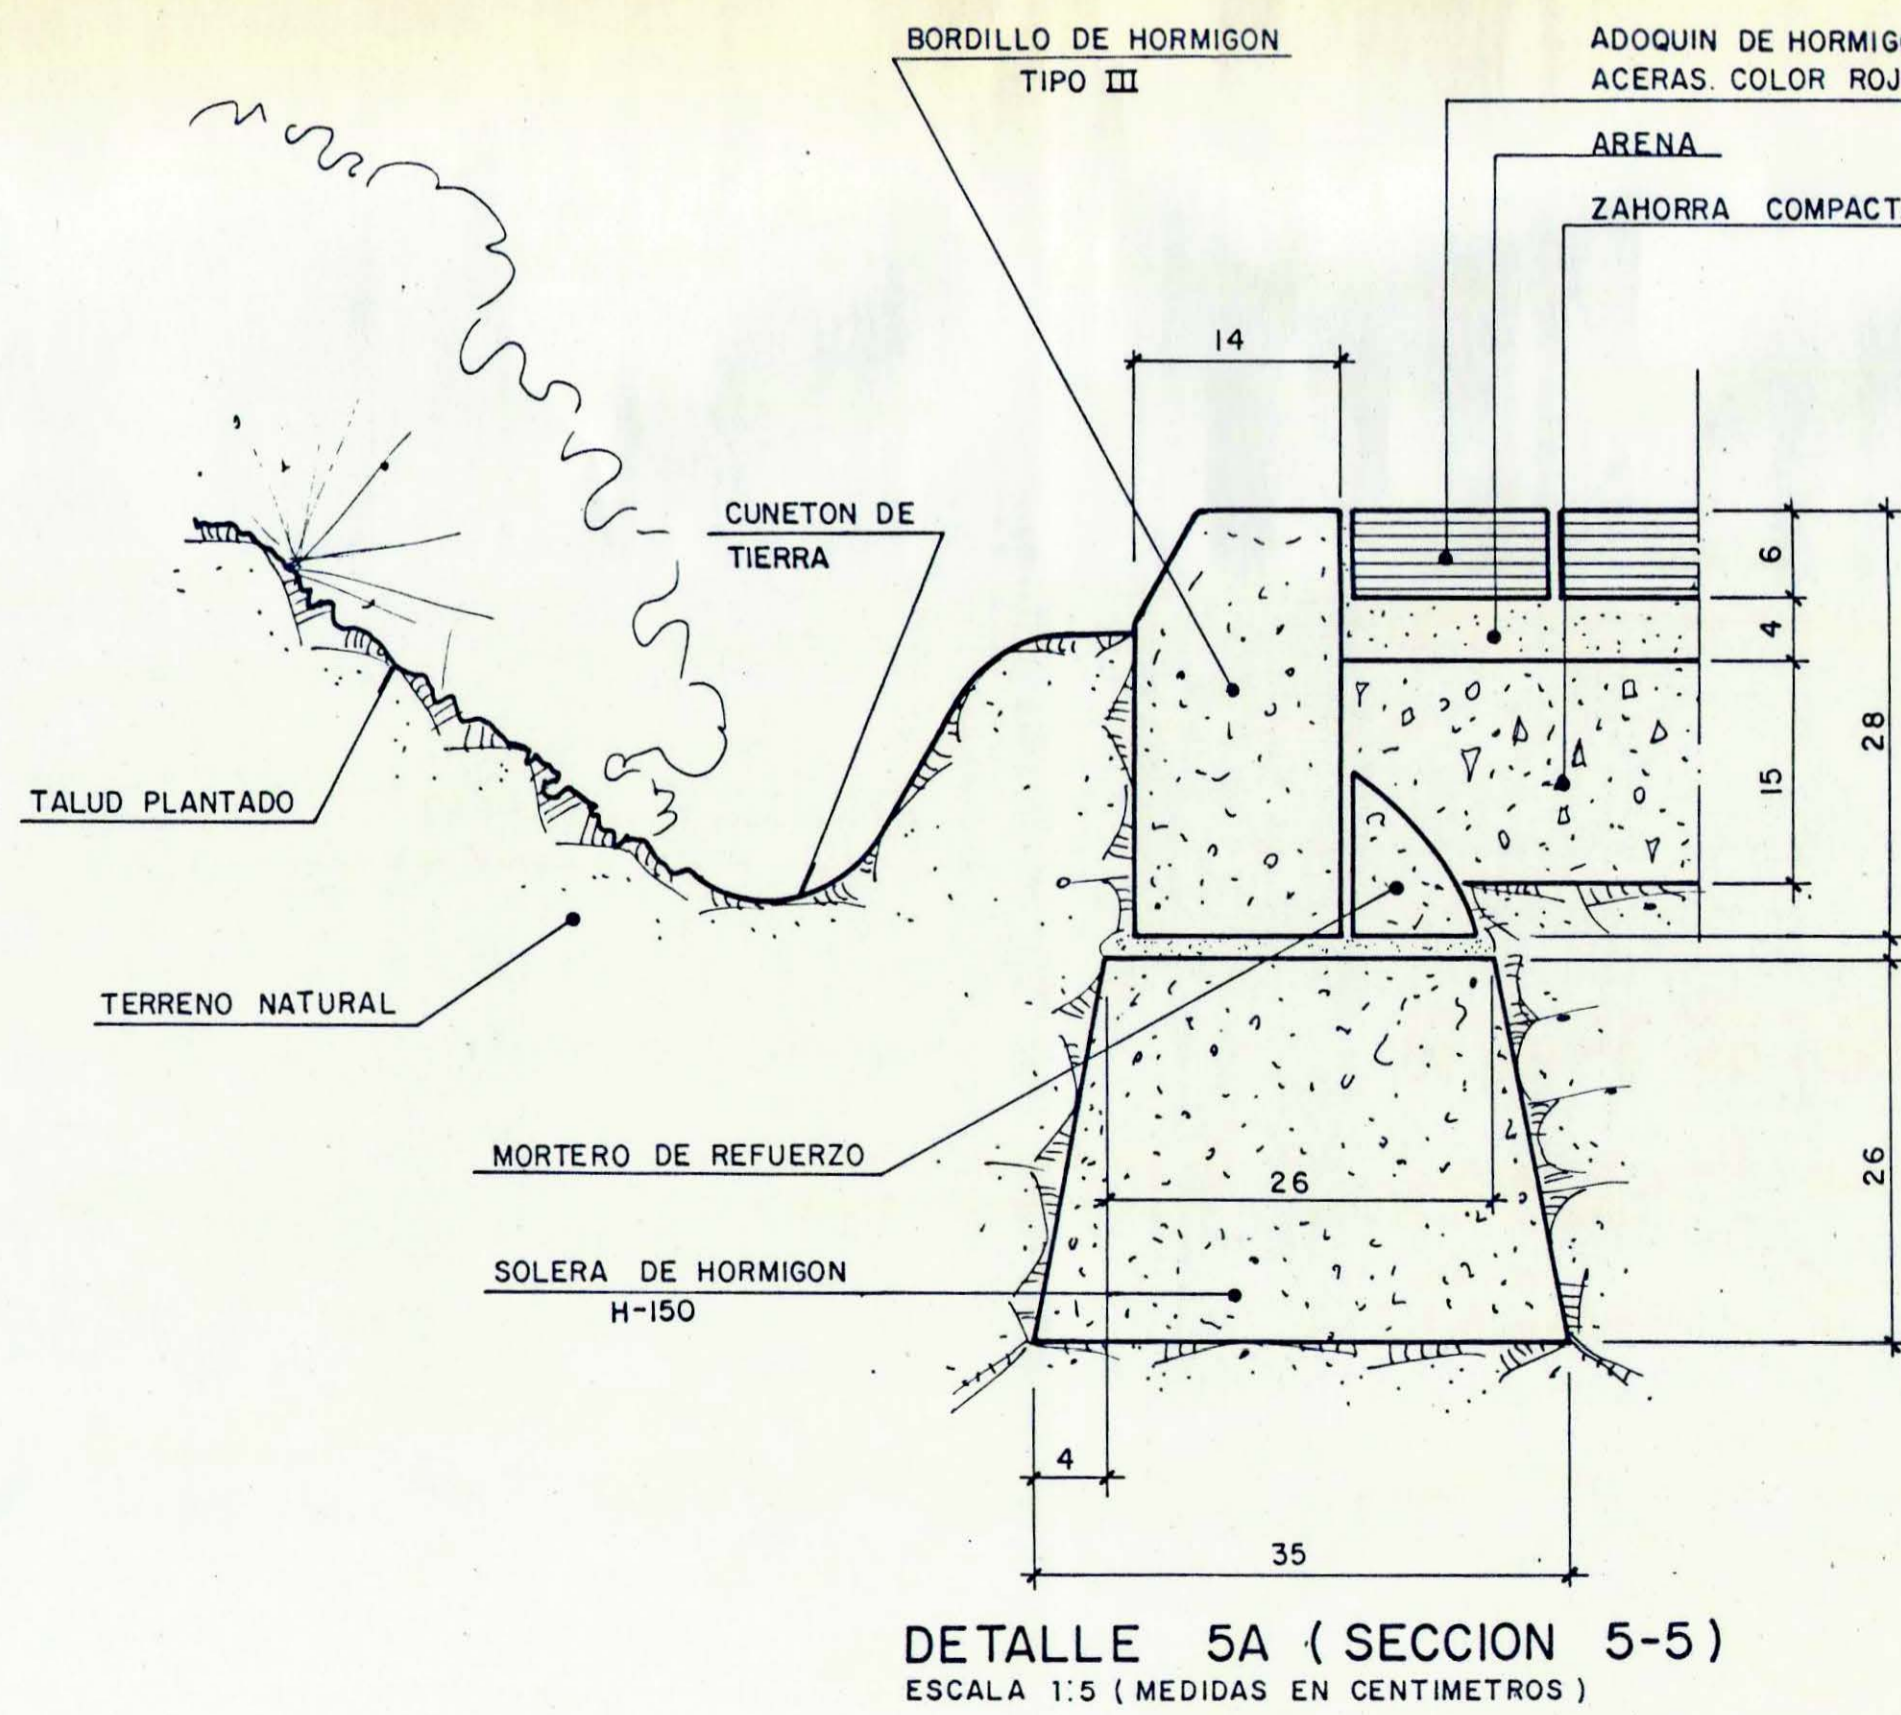 BORDILLO DE HORMIGON
TIPO III
ADOQUIN DE HORMIG
ACERAS. COLOR ROJ
ARENA
ZAHORRA COMPACT
14
CUNETON DE
TIERRA
6
4
28
15
TALUD PLANTADO
TERRENO NATURAL
MORTERO DE REFUERZO
26
26
SOLERA DE HORMIGON
H-150
4
35
DETALLE 5A (SECCION 5-5)
ESCALA 1:5 (MEDIDAS EN CENTIMETROS)